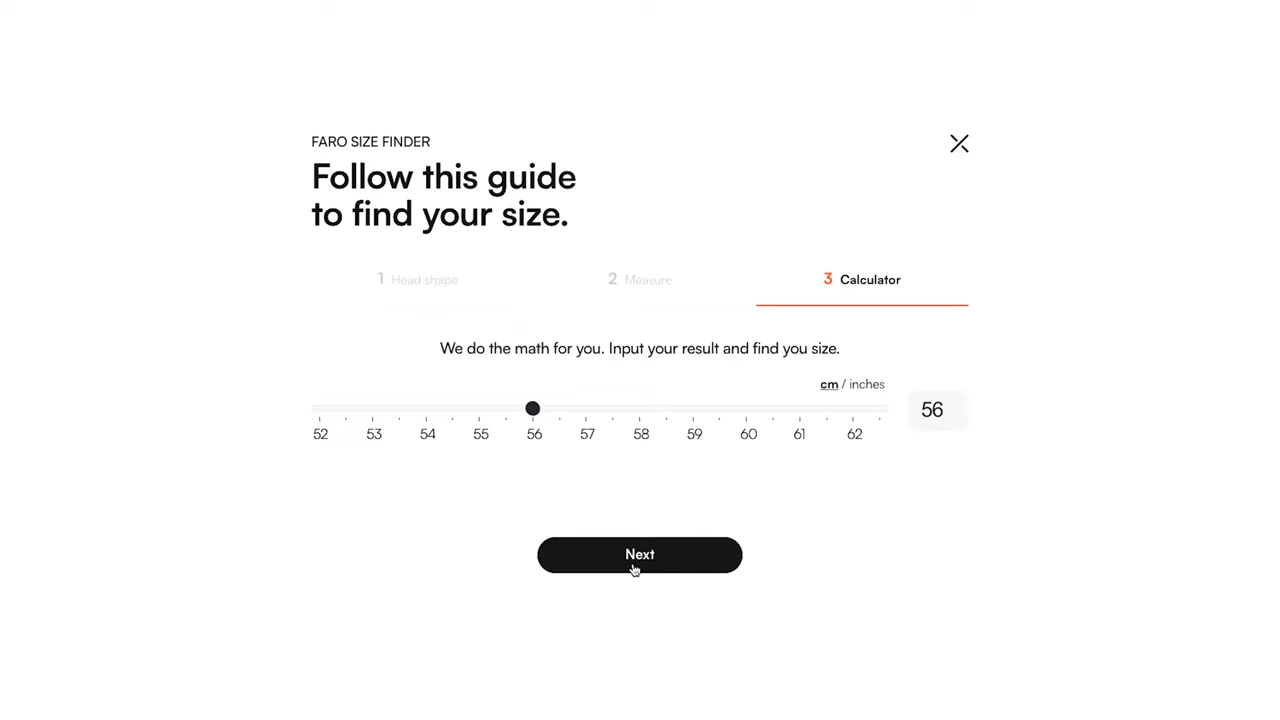 FARO SIZE FINDER
Follow this guide
to find your size.
1 Head shape
2 Measure
3 Calculator
We do the math for you. Input your result and find you size.
cm / inches
56
52 53 54 55 56 57 58 59 60 61 62
Next